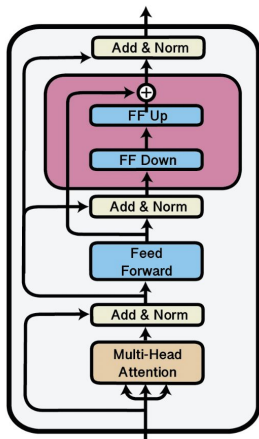 Add & Norm
FF Up
FF Down
Add & Norm
Feed
Forward
Add & Norm
Multi-Head
Attention